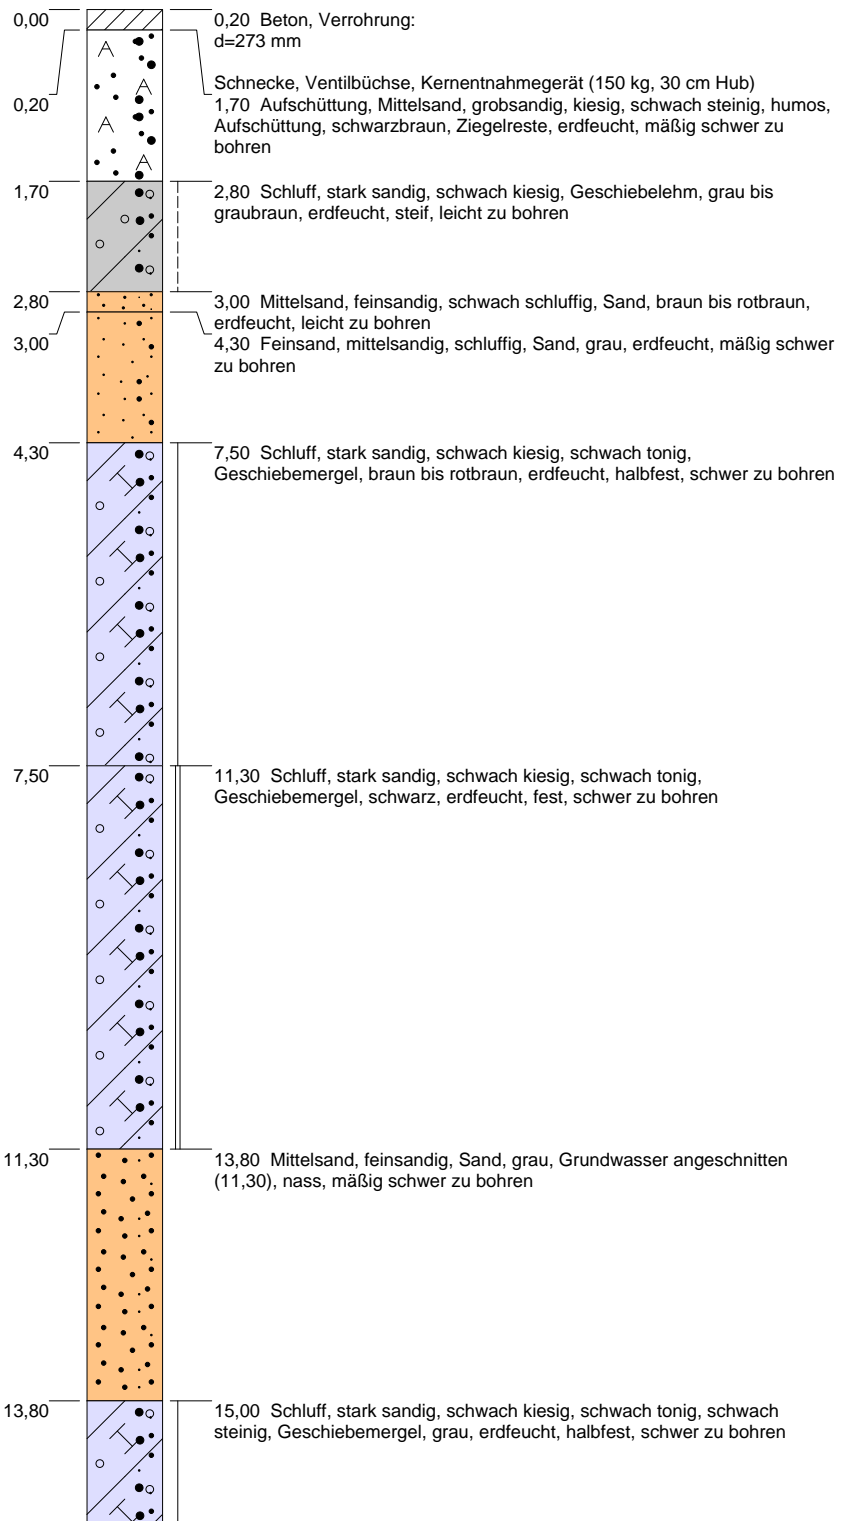 0,00
0,20 Beton, Verrohrung:
d=273 mm
Schnecke, Ventilbüchse, Kernentnahmegerät (150 kg, 30 cm Hub)
0,20
1,70 Aufschüttung, Mittelsand, grobsandig, kiesig, schwach steinig, humos,
Aufschüttung, schwarzbraun, Ziegelreste, erdfeucht, mäßig schwer zu
bohren
1,70
2,80 Schluff, stark sandig, schwach kiesig, Geschiebelehm, grau bis
graubraun, erdfeucht, steif, leicht zu bohren
2,80
3,00 Mittelsand, feinsandig, schwach schluffig, Sand, braun bis rotbraun,
erdfeucht, leicht zu bohren
3,00
4,30 Feinsand, mittelsandig, schluffig, Sand, grau, erdfeucht, mäßig schwer
zu bohren
4,30
7,50 Schluff, stark sandig, schwach kiesig, schwach tonig,
Geschiebemergel, braun bis rotbraun, erdfeucht, halbfest, schwer zu bohren
7,50
11,30 Schluff, stark sandig, schwach kiesig, schwach tonig,
Geschiebemergel, schwarz, erdfeucht, fest, schwer zu bohren
11,30
13,80 Mittelsand, feinsandig, Sand, grau, Grundwasser angeschnitten
(11,30), nass, mäßig schwer zu bohren
13,80
15,00 Schluff, stark sandig, schwach kiesig, schwach tonig, schwach
steinig, Geschiebemergel, grau, erdfeucht, halbfest, schwer zu bohren